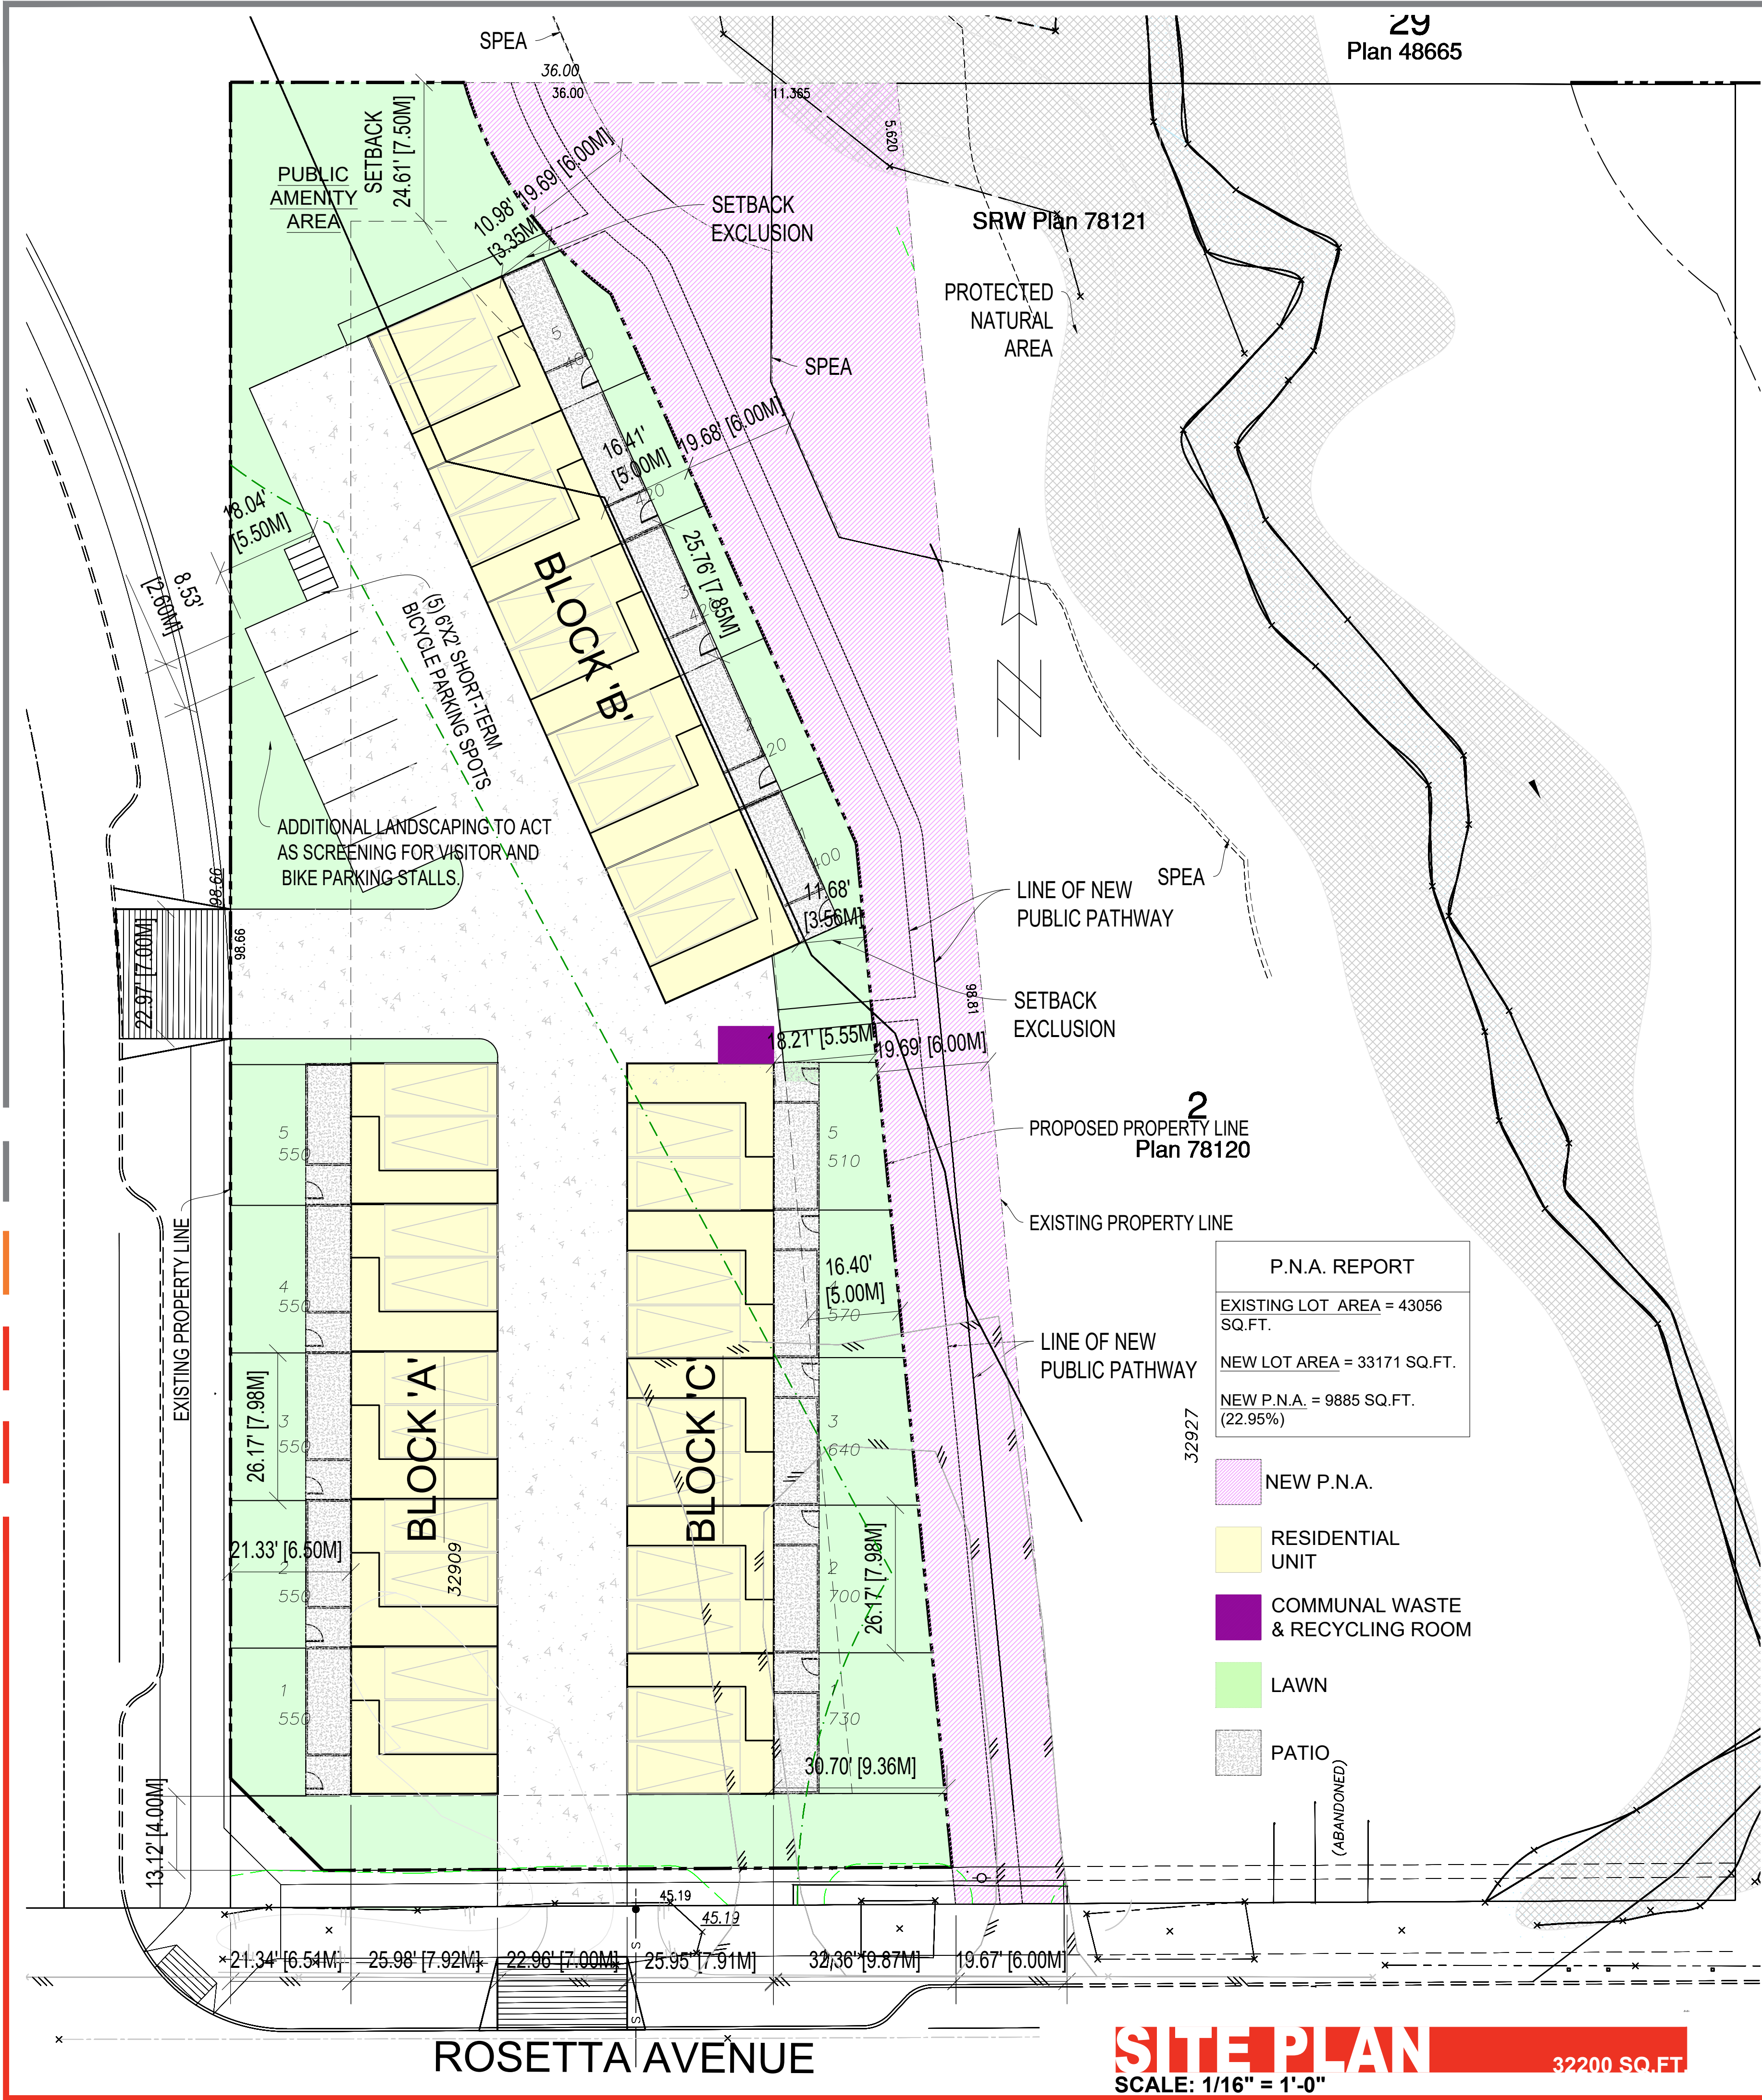 29
Plan 48665
SPEA
36.00
36.00
11.365
5.620
SETBACK
24.61' [7.50M]
PUBLIC
AMENITY
AREA
10.98'
[3.35M]
19.69' [6.00M]
SETBACK
EXCLUSION
SRW Plan 78121
PROTECTED
NATURAL
AREA
SPEA
5
400
16.41'
[5.00M]
19.68' [6.00M]
420
18.04'
[5.50M]
8.53'
[2.60M]
(5) 6'X2' SHORT-TERM
BICYCLE PARKING SPOTS
BLOCK 'B'
25.76' [7.85M]
3
420
2
420
ADDITIONAL LANDSCAPING TO ACT
AS SCREENING FOR VISITOR AND
BIKE PARKING STALLS.
1
400
11.68'
[3.56M]
SPEA
LINE OF NEW
PUBLIC PATHWAY
98.66
98.66
22.97' [7.00M]
98.81
SETBACK
EXCLUSION
18.21' [5.55M]
19.69' [6.00M]
2
Plan 78120
PROPOSED PROPERTY LINE
5
550
5
510
EXISTING PROPERTY LINE
EXISTING PROPERTY LINE
4
550
16.40'
[5.00M]
4
570
LINE OF NEW
PUBLIC PATHWAY
P.N.A. REPORT
EXISTING LOT AREA = 43056
SQ.FT.
NEW LOT AREA = 33171 SQ.FT.
NEW P.N.A. = 9885 SQ.FT.
(22.95%)
32927
26.17' [7.98M]
3
550
BLOCK 'A'
BLOCK 'C'
3
640
NEW P.N.A.
21.33' [6.50M]
2
550
32909
2
700
26.17' [7.98M]
RESIDENTIAL
UNIT
COMMUNAL WASTE
& RECYCLING ROOM
LAWN
PATIO
1
550
1
730
30.70' [9.36M]
13.12' [4.00M]
(ABANDONED)
45.19
45.19
21.34' [6.51M]
25.98' [7.92M]
22.96' [7.00M]
25.95' [7.91M]
32.36' [9.87M]
19.67' [6.00M]
S
S
ROSETTA AVENUE
SITE PLAN
32200 SQ.FT.
SCALE: 1/16" = 1'-0"